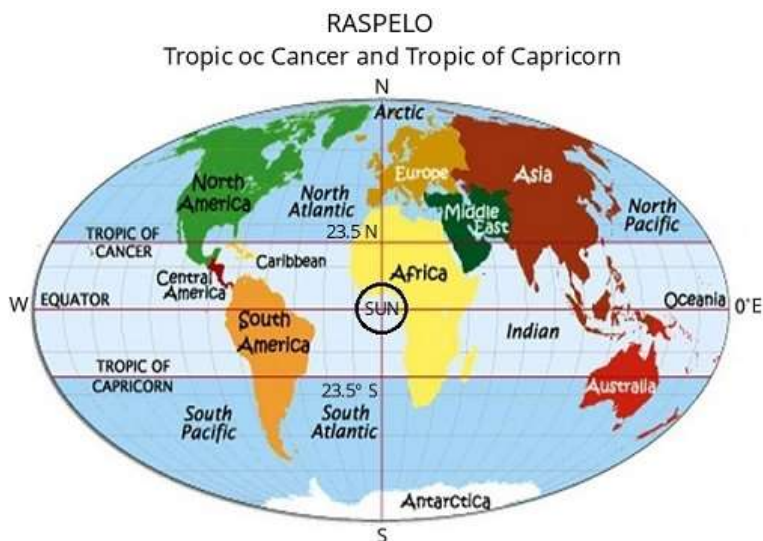 RASPELO
Tropic oc Cancer and Tropic of Capricorn
N
Arctic
Europe
Asia
North
America
North
Atlantic
Middle
East
North
Pacific
TROPIC OF
CANCER
23.5 N
Caribbean
Central
America
Africa
W
EQUATOR
SUN
Oceania
0°E
South
America
Indian
TROPIC OF
CAPRICORN
23.5° S
Australia
South
Pacific
South
Atlantic
Antarctica
S